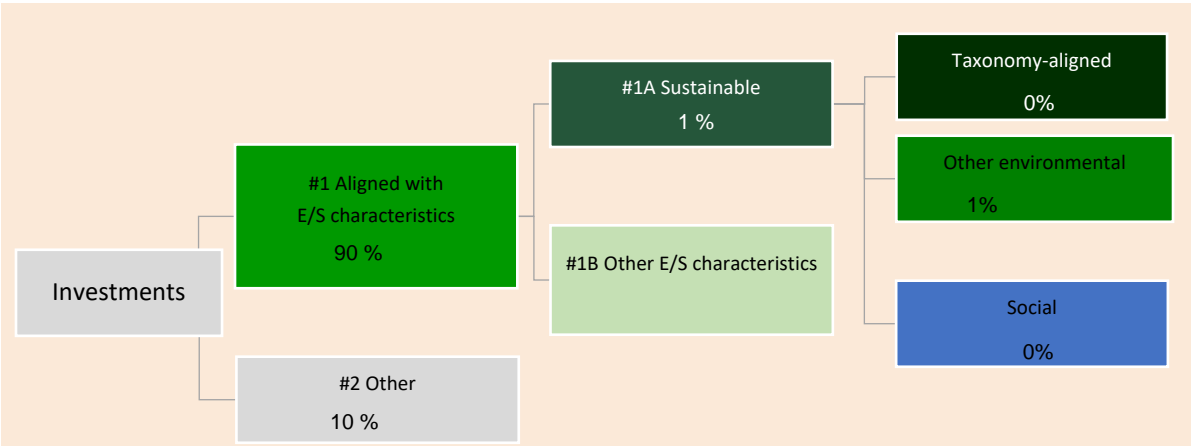 Investments
#1 Aligned with
E/S characteristics
90 %
#2 Other
10 %
#1A Sustainable
1 %
#1B Other E/S characteristics
Taxonomy-aligned
0%
Other environmental
1%
Social
0%